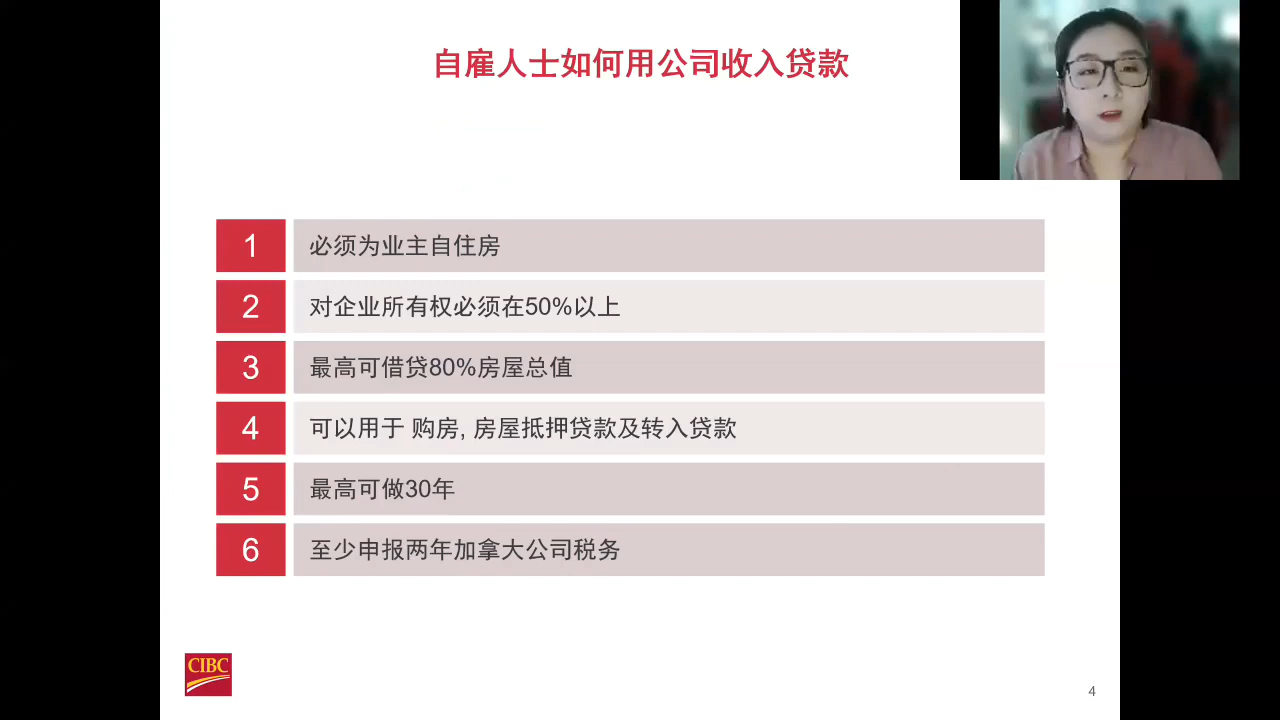 自雇人士如何用公司收入贷款
1 必须为业主自住房
2 对企业所有权必须在50%以上
3 最高可借贷80%房屋总值
4 可以用于 购房, 房屋抵押贷款及转入贷款
5 最高可做30年
6 至少申报两年加拿大公司税务
CIBC
4